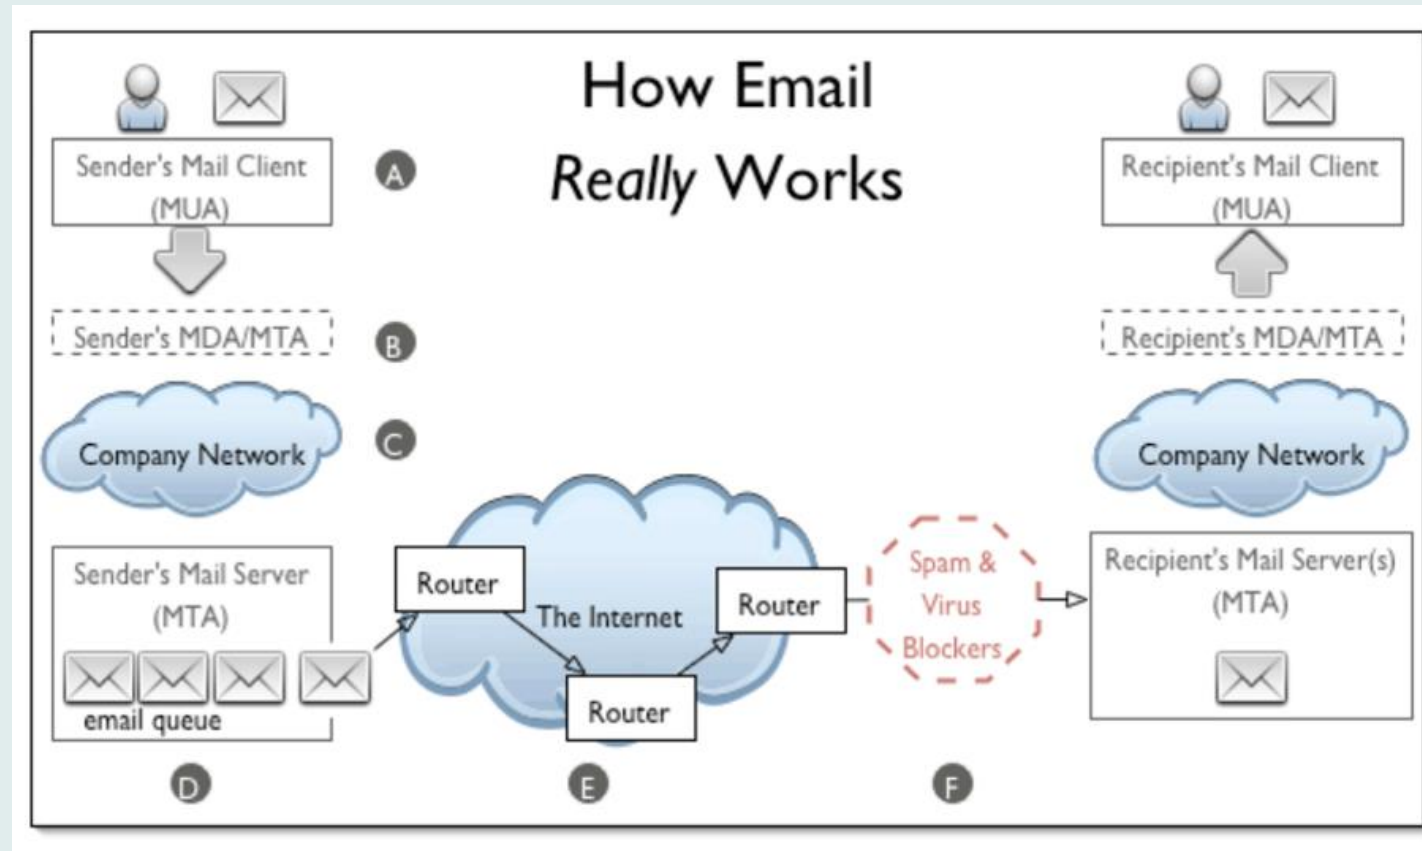 How Email
Really Works
Sender's Mail Client
(MUA)
A
Sender's MDA/MTA
B
Company Network
C
Sender's Mail Server
(MTA)
email queue
D
Router
The Internet
Router
Router
E
Spam &
Virus
Blockers
F
Recipient's Mail Client
(MUA)
Recipient's MDA/MTA
Company Network
Recipient's Mail Server(s)
(MTA)